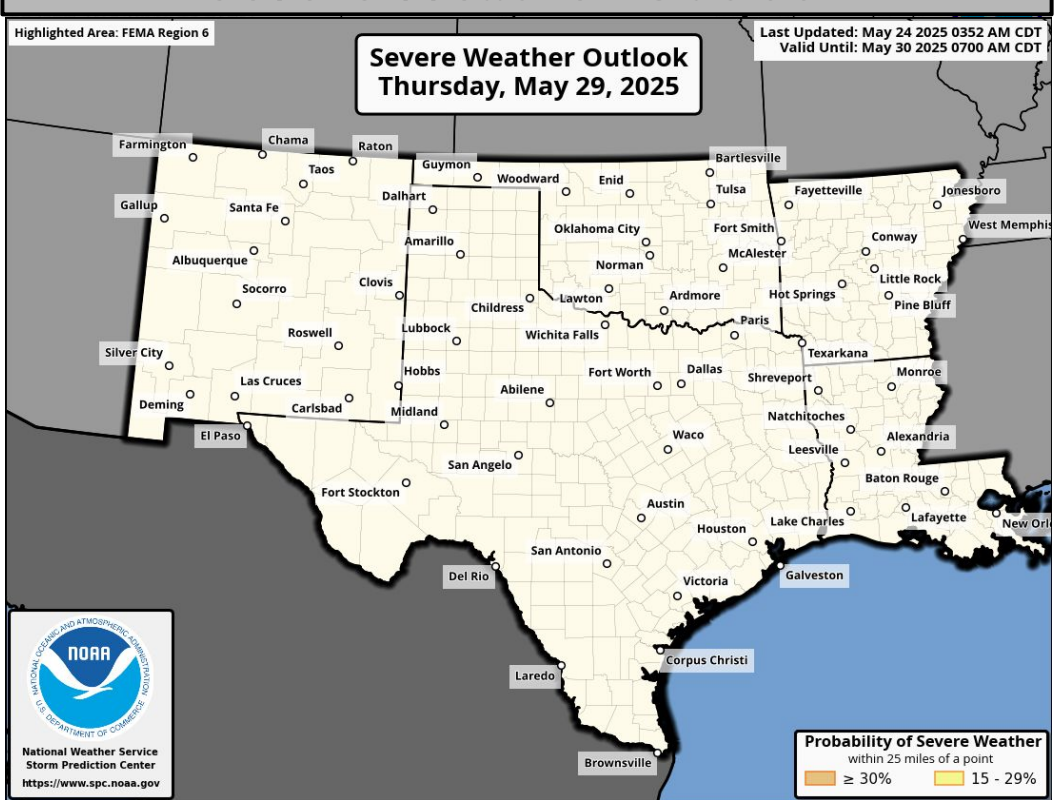 Highlighted Area: FEMA Region 6
Severe Weather Outlook
Thursday, May 29, 2025
Last Updated: May 24 2025 0352 AM CDT
Valid Until: May 30 2025 0700 AM CDT
Farmington
Chama
Raton
Taos
Guymon
Woodward
Enid
Bartlesville
Tulsa
Fayetteville
Jonesboro
Gallup
Santa Fe
Dalhart
Oklahoma City
Fort Smith
West Memphis
Albuquerque
Amarillo
Norman
McAlester
Conway
Socorro
Clovis
Childress
Lawton
Ardmore
Hot Springs
Little Rock
Pine Bluff
Roswell
Lubbock
Wichita Falls
Paris
Texarkana
Silver City
Las Cruces
Hobbs
Fort Worth
Dallas
Shreveport
Monroe
Deming
Carlsbad
Midland
Abilene
Natchitoches
El Paso
San Angelo
Waco
Leesville
Alexandria
Fort Stockton
Austin
Baton Rouge
Houston
Lake Charles
Lafayette
New Orl
San Antonio
Del Rio
Victoria
Galveston
Laredo
Corpus Christi
Brownsville
NATIONAL OCEANIC AND ATMOSPHERIC ADMINISTRATION
NOAA
U.S. DEPARTMENT OF COMMERCE
National Weather Service
Storm Prediction Center
https://www.spc.noaa.gov
Probability of Severe Weather
within 25 miles of a point
≥ 30%
15 - 29%